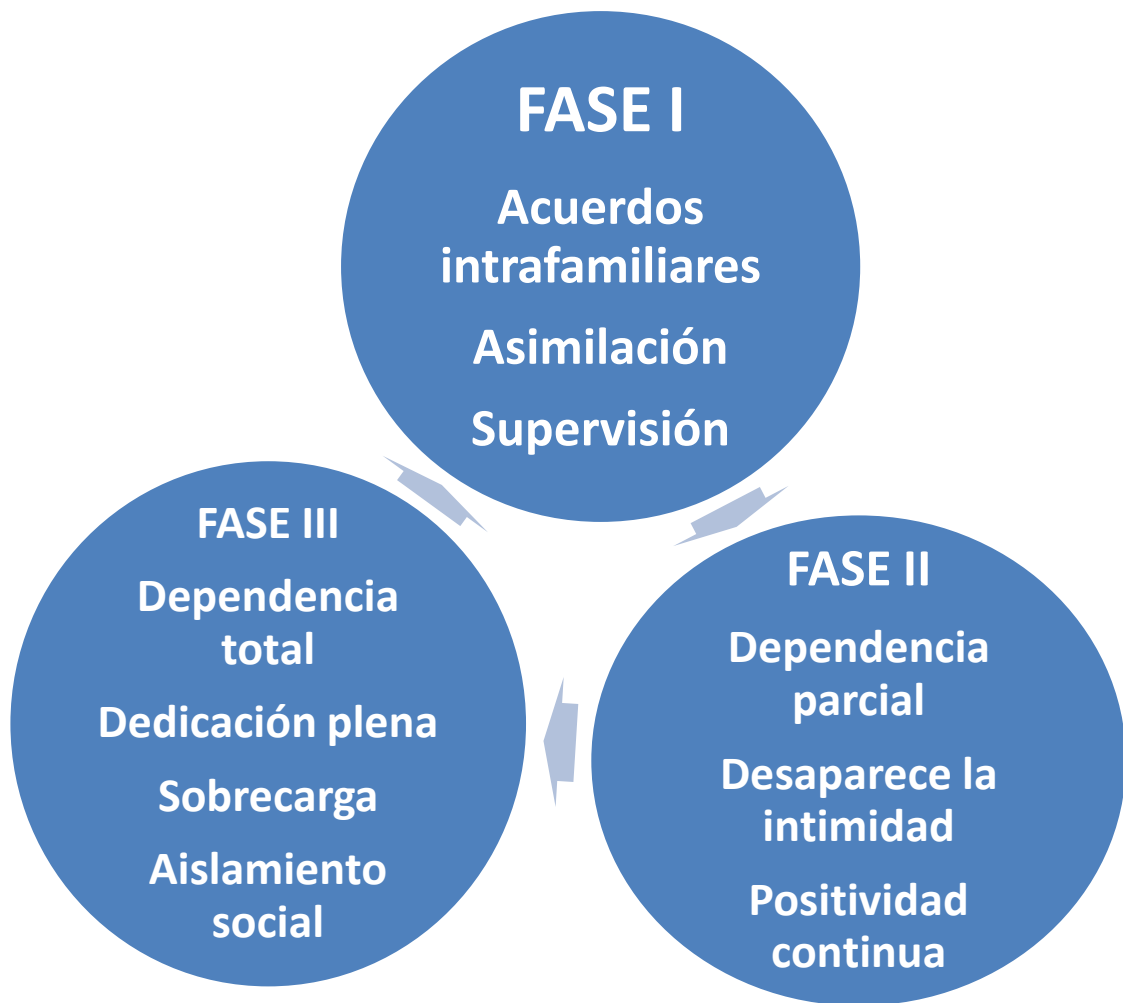 FASE I
Acuerdos
intrafamiliares
Asimilación
Supervisión
FASE II
Dependencia
parcial
Desaparece la
intimidad
Positividad
continua
FASE III
Dependencia
total
Dedicación plena
Sobrecarga
Aislamiento
social